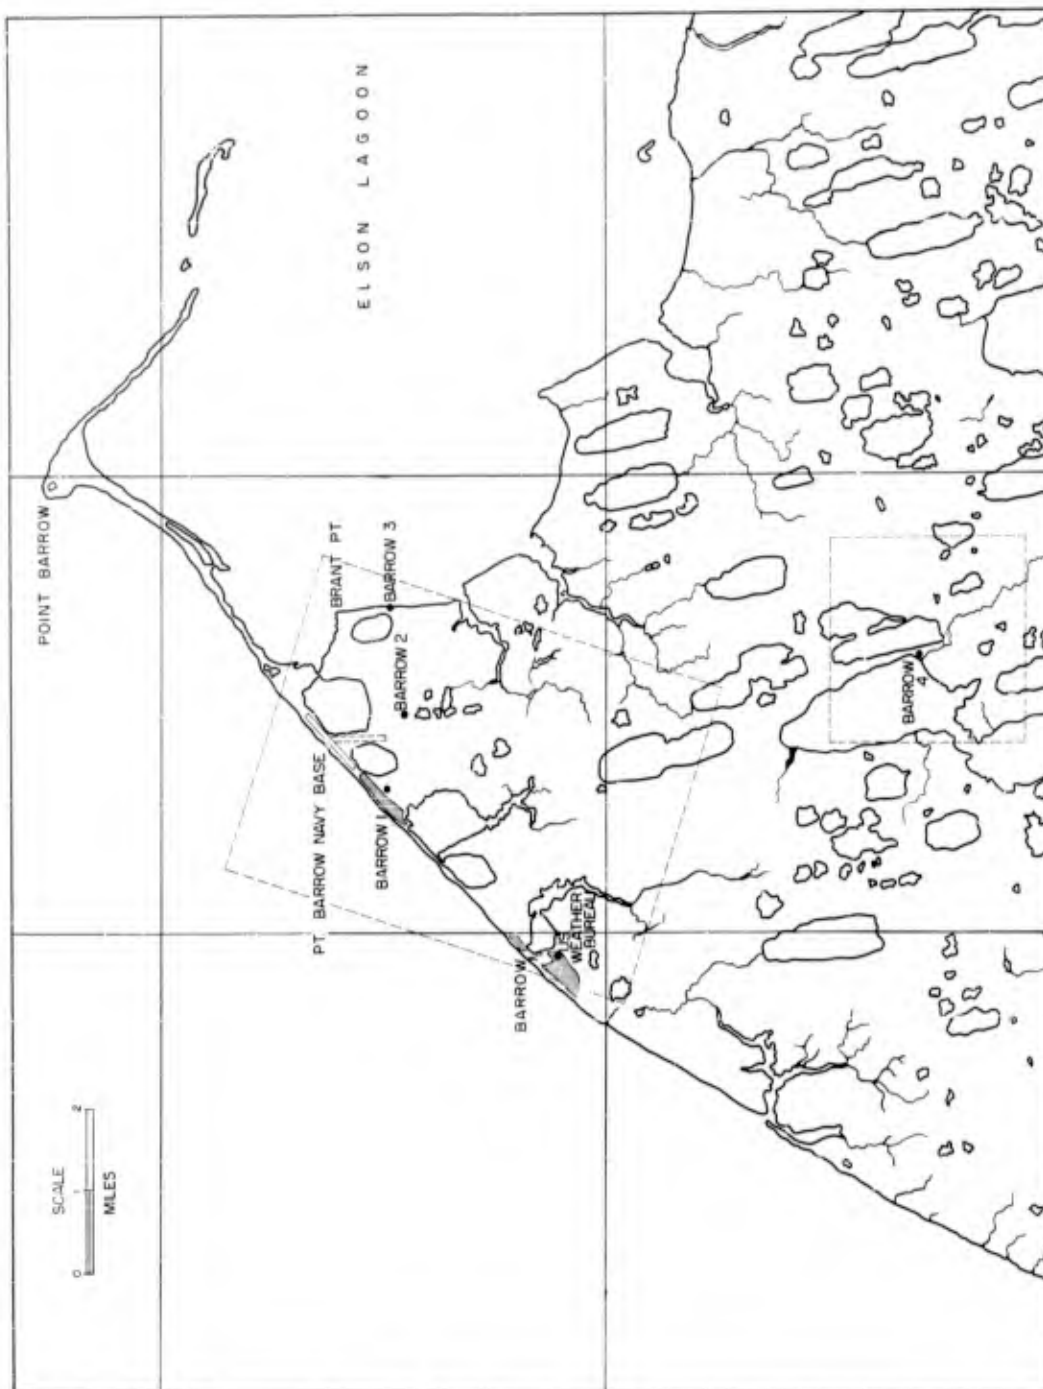 POINT BARROW
ELSON LAGOON
BRANT PT.
BARROW 3
BARROW 2
PT. BARROW NAVY BASE
BARROW 1
BARROW
U S
WEATHER
BUREAU
BARROW
4
SCALE
0 1 2
MILES